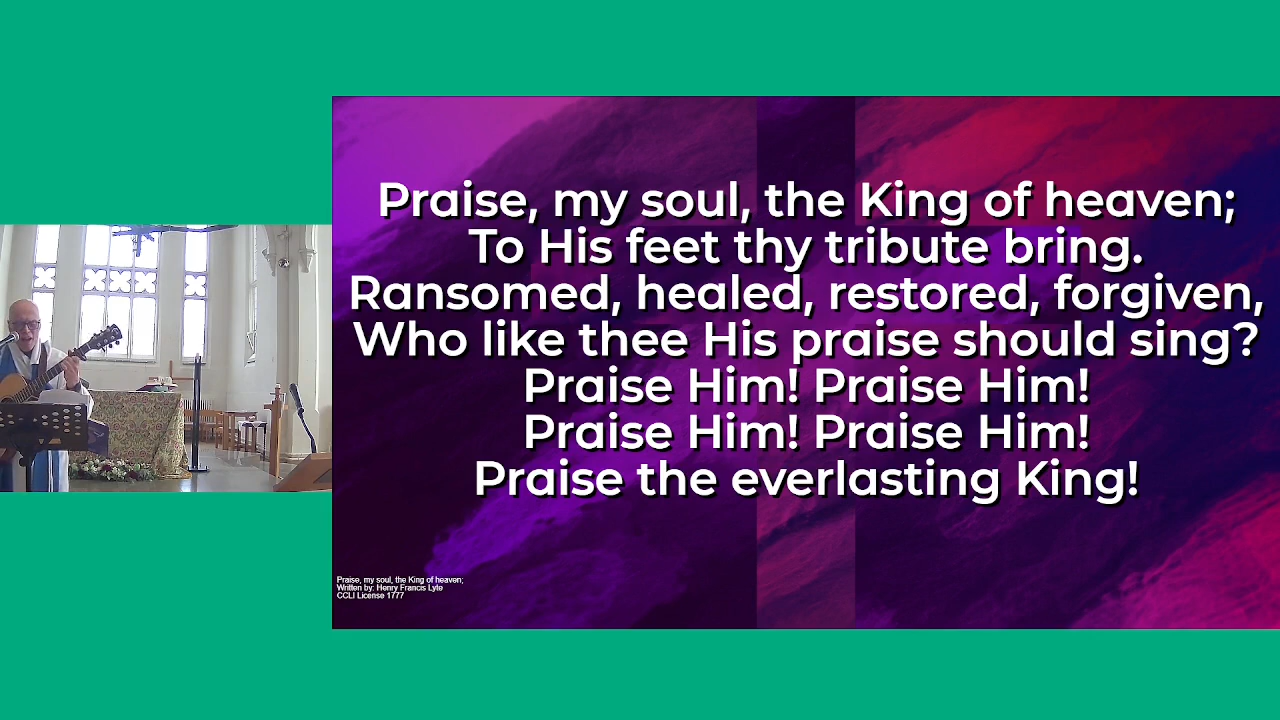 Praise, my soul, the King of heaven;
To His feet thy tribute bring.
Ransomed, healed, restored, forgiven,
Who like thee His praise should sing?
Praise Him! Praise Him!
Praise Him! Praise Him!
Praise the everlasting King!
Praise, my soul, the King of heaven;
Written by: Henry Francis Lyte
CCLI License 1777